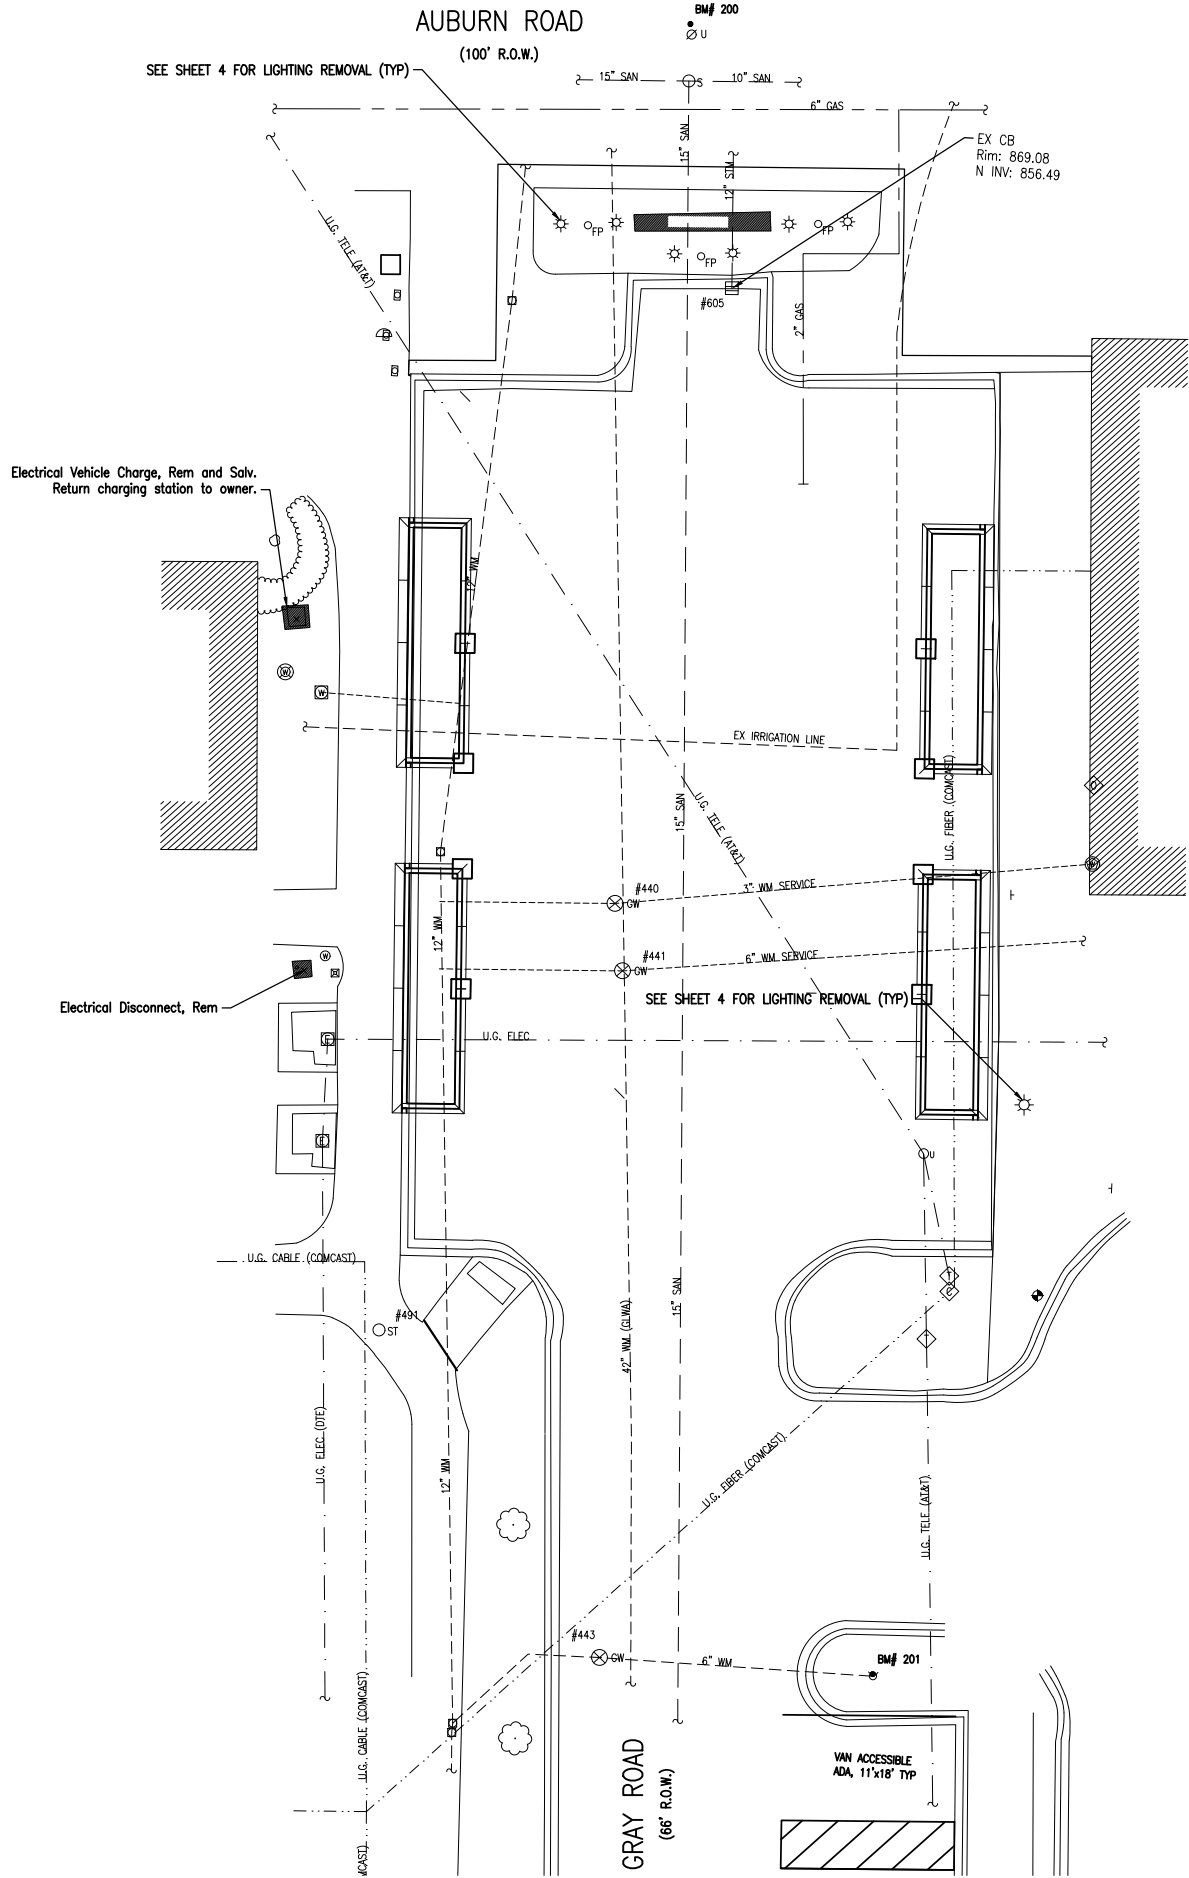 AUBURN ROAD
(100' R.O.W.)
BM# 200
U
SEE SHEET 4 FOR LIGHTING REMOVAL (TYP)
15" SAN
S
10" SAN
6" GAS
15" SAN
12" STM
EX CB
Rim: 869.08
N INV: 856.49
U.G. TELE (AT&T)
FP
FP
FP
#605
2" GAS
Electrical Vehicle Charge, Rem and Salv.
Return charging station to owner.
12" WM
W
W
EX IRRIGATION LINE
U.G. FIBER (COMCAST)
15" SAN
U.G. TELE (AT&T)
W
#440
GW
3" WM SERVICE
12" WM
W
#441
GW
6" WM SERVICE
SEE SHEET 4 FOR LIGHTING REMOVAL (TYP)
Electrical Disconnect, Rem
E
U.G. ELEC
E
U
U.G. CABLE (COMCAST)
T
C
#491
ST
15" SAN
42" WM (GLWA)
T
U.G. ELEC (DTE)
12" WM
U.G. FIBER (COMCAST)
U.G. TELE (AT&T)
#443
GW
6" WM
BM# 201
U.G. CABLE (COMCAST)
GRAY ROAD
(66' R.O.W.)
VAN ACCESSIBLE
ADA, 11'x18' TYP
MCAST)